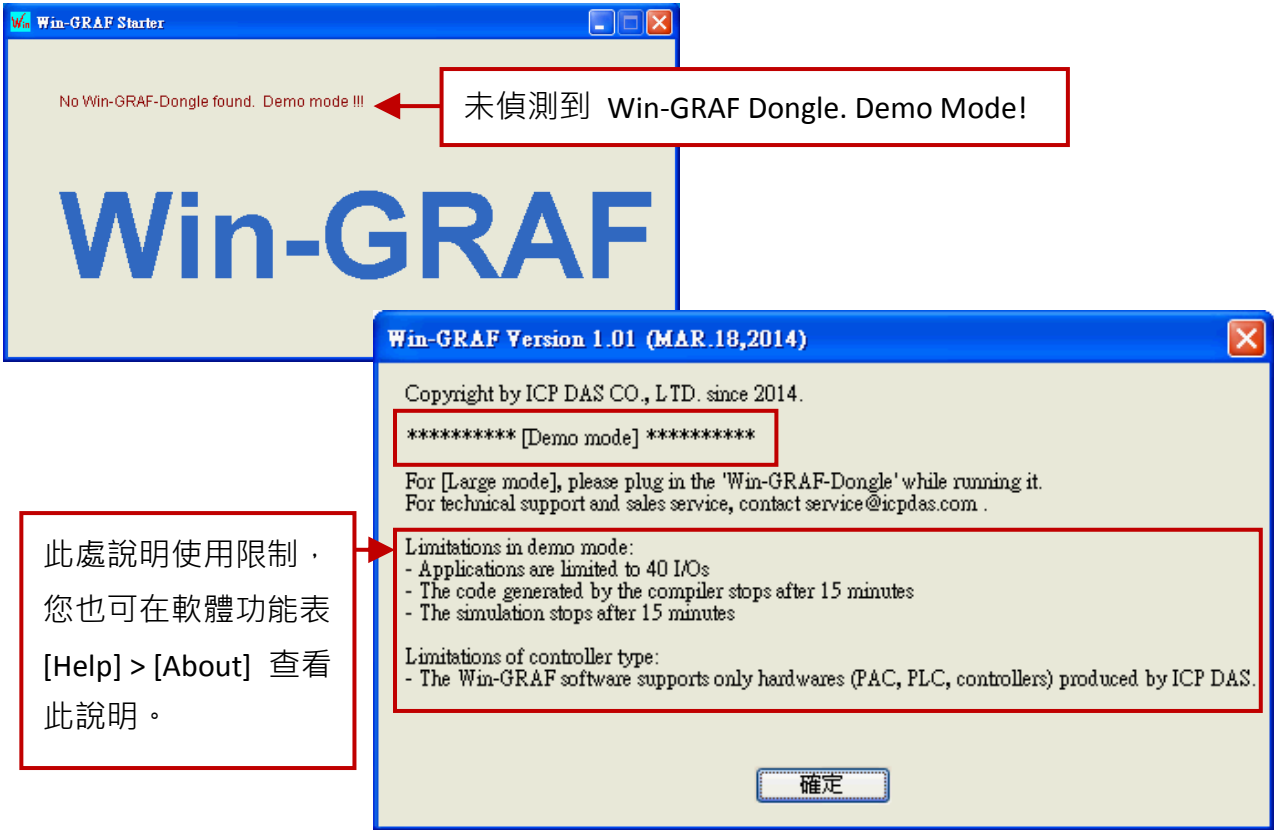 Win Win-GRAF Starter
No Win-GRAF-Dongle found. Demo mode !!!
未偵測到 Win-GRAF Dongle. Demo Mode!
Win-GRAF
Win-GRAF Version 1.01 (MAR.18,2014)
Copyright by ICP DAS CO., LTD. since 2014.
********** [Demo mode] **********
For [Large mode], please plug in the 'Win-GRAF-Dongle' while running it.
For technical support and sales service, contact service@icpdas.com .
此處說明使用限制，
您也可在軟體功能表
[Help] > [About] 查看
此說明。
Limitations in demo mode:
- Applications are limited to 40 I/Os
- The code generated by the compiler stops after 15 minutes
- The simulation stops after 15 minutes
Limitations of controller type:
- The Win-GRAF software supports only hardwares (PAC, PLC, controllers) produced by ICP DAS.
確定